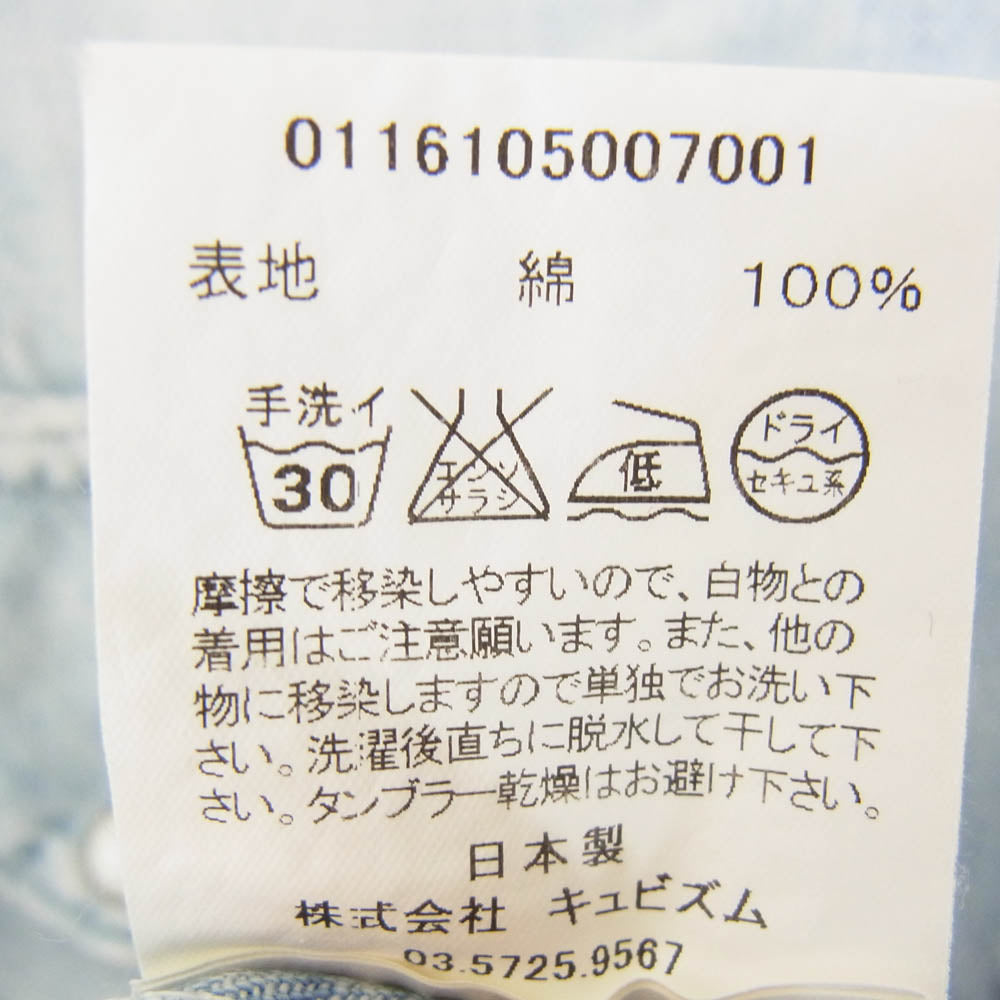 0116105007001
表地 綿 100%
手洗イ
30
エンソ
サラシ
低
ドライ
セキユ系
摩擦で移染しやすいので、白物との
着用はご注意願います。また、他の
物に移染しますので単独でお洗い下
さい。洗濯後直ちに脱水して干して下
さい。タンブラー乾燥はお避け下さい。
日本製
株式会社 キュビズム
03.5725.9567